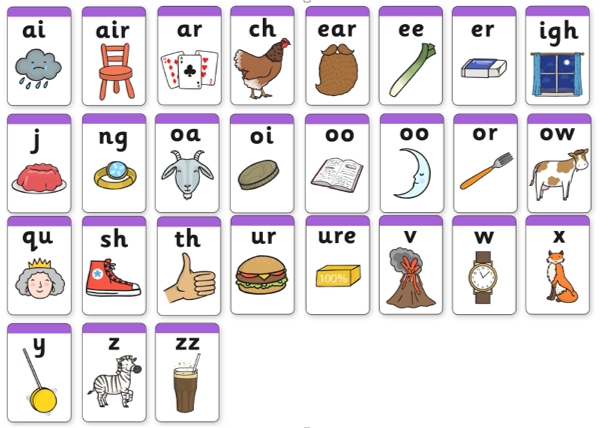 ai air ar ch ear ee er igh
j ng oa oi oo oo or ow
qu sh th ur ure v w x
100%
y z zz